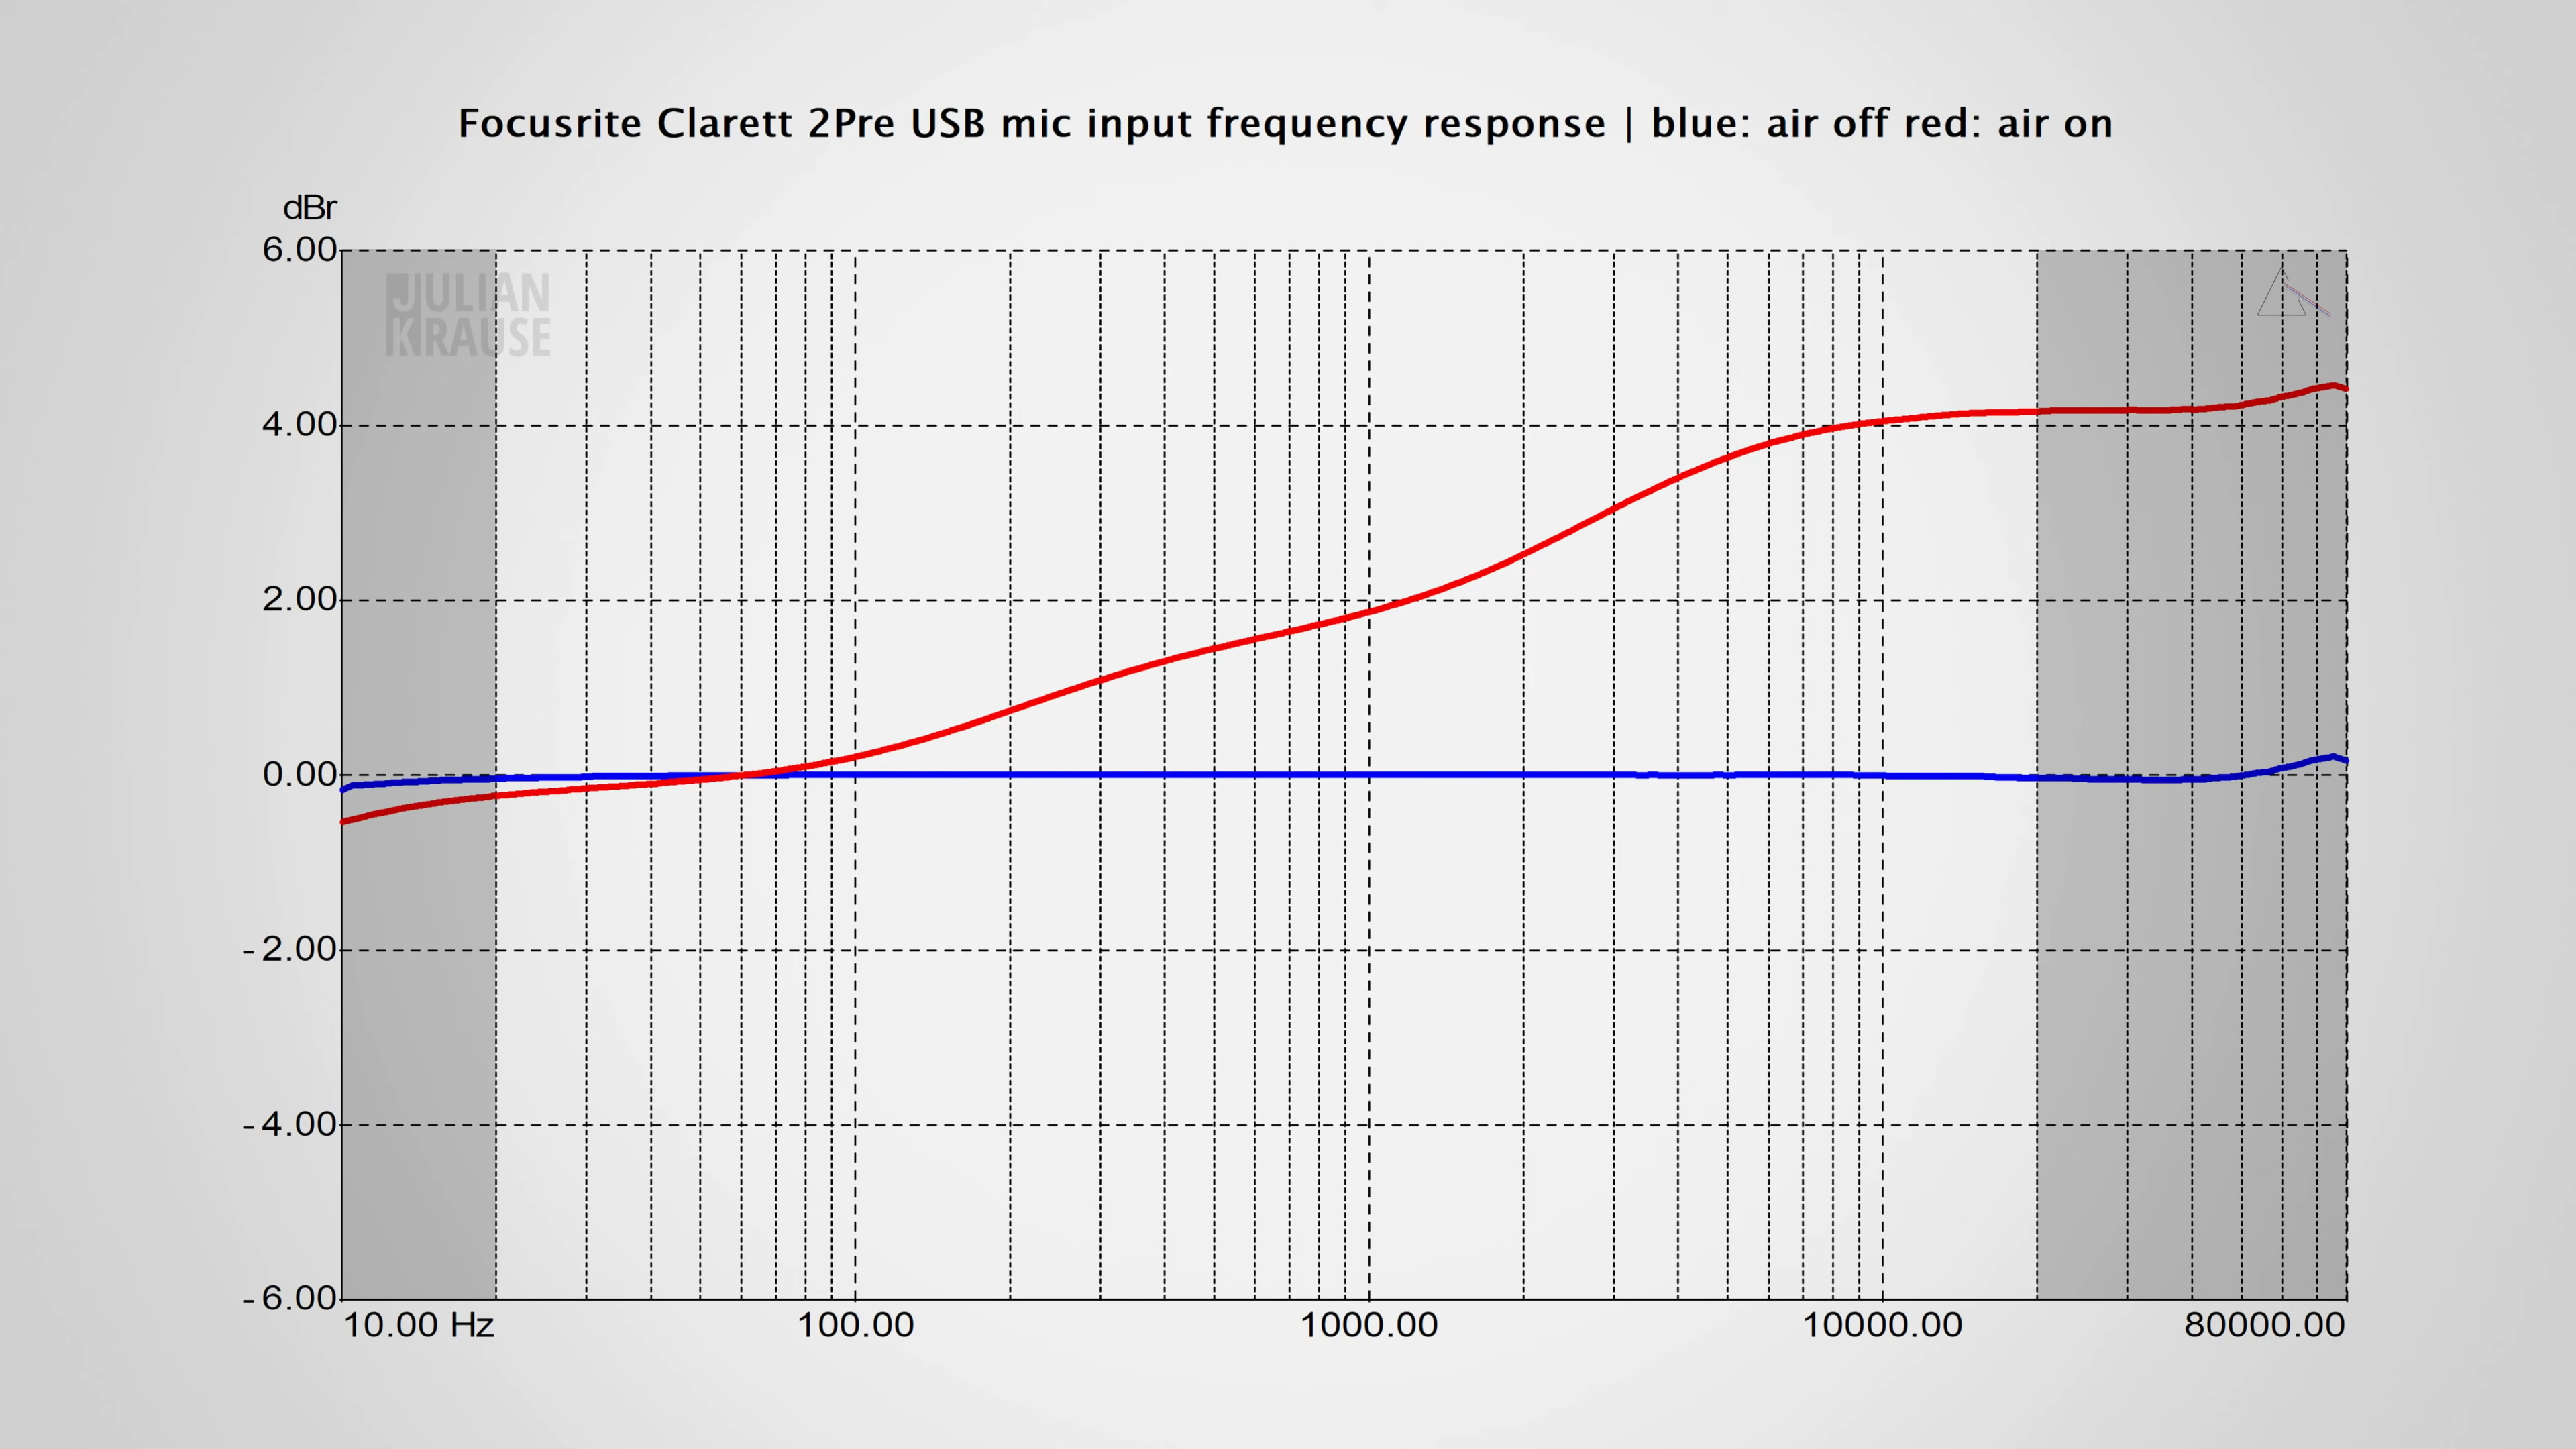 Focusrite Clarett 2Pre USB mic input frequency response | blue: air off red: air on
dBr
6.00
JULIAN
KRAUSE
4.00
2.00
0.00
-2.00
-4.00
-6.00
10.00 Hz 100.00 1000.00 10000.00 80000.00